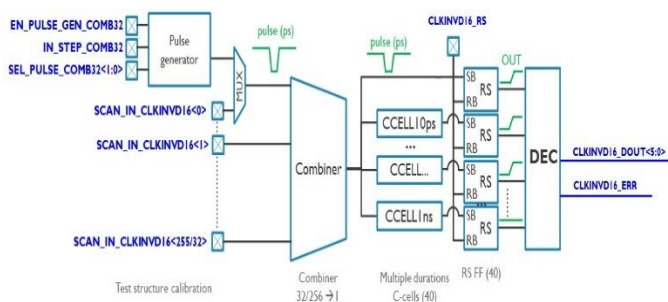 EN_PULSE_GEN_COMB32
IN_STEP_COMB32
SEL_PULSE_COMB32<1:0>
Pulse
generator
MUX
pulse (ps)
pulse (ps)
CLKINVD16_RS
OUT
SCAN_IN_CLKINVD16<0>
SCAN_IN_CLKINVD16<1>
SCAN_IN_CLKINVD16<255/32>
Combiner
CCELL10ps
...
CCELL...
CCELL1ns
SB
RB
RS
SB
RB
RS
SB
RB
RS
...
SB
RB
RS
DEC
CLKINVD16_DOUT<5:0>
CLKINVD16_ERR
Test structure calibration
Combiner
32/256 →1
Multiple durations
C-cells (40)
RS FF (40)